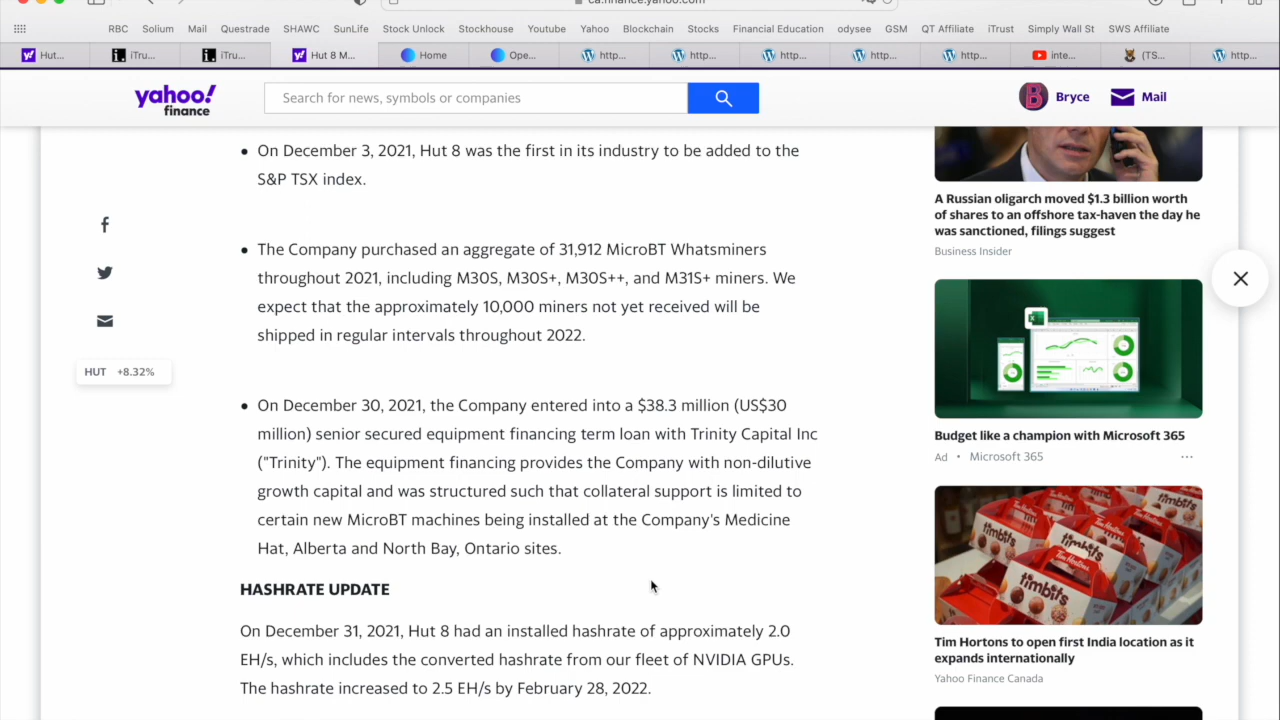 ca.finance.yahoo.com
RBC Solium Mail Questrade SHAWC SunLife Stock Unlock Stockhouse Youtube Yahoo Blockchain Stocks Financial Education odysee GSM QT Affiliate iTrust Simply Wall St SWS Affiliate
Hut... iTru... iTru... Hut 8 M... Home Ope... http... http... http... http... http... inte... (TS... http...
yahoo!
finance
Search for news, symbols or companies
Bryce
Mail
• On December 3, 2021, Hut 8 was the first in its industry to be added to the
S&P TSX index.
• The Company purchased an aggregate of 31,912 MicroBT Whatsminers
throughout 2021, including M30S, M30S+, M30S++, and M31S+ miners. We
expect that the approximately 10,000 miners not yet received will be
shipped in regular intervals throughout 2022.
HUT +8.32%
• On December 30, 2021, the Company entered into a $38.3 million (US$30
million) senior secured equipment financing term loan with Trinity Capital Inc
("Trinity"). The equipment financing provides the Company with non-dilutive
growth capital and was structured such that collateral support is limited to
certain new MicroBT machines being installed at the Company's Medicine
Hat, Alberta and North Bay, Ontario sites.
HASHRATE UPDATE
On December 31, 2021, Hut 8 had an installed hashrate of approximately 2.0
EH/s, which includes the converted hashrate from our fleet of NVIDIA GPUs.
The hashrate increased to 2.5 EH/s by February 28, 2022.
A Russian oligarch moved $1.3 billion worth
of shares to an offshore tax-haven the day he
was sanctioned, filings suggest
Business Insider
Budget like a champion with Microsoft 365
Ad • Microsoft 365
timbits
timbits
timbits
Tim Hortons to open first India location as it
expands internationally
Yahoo Finance Canada